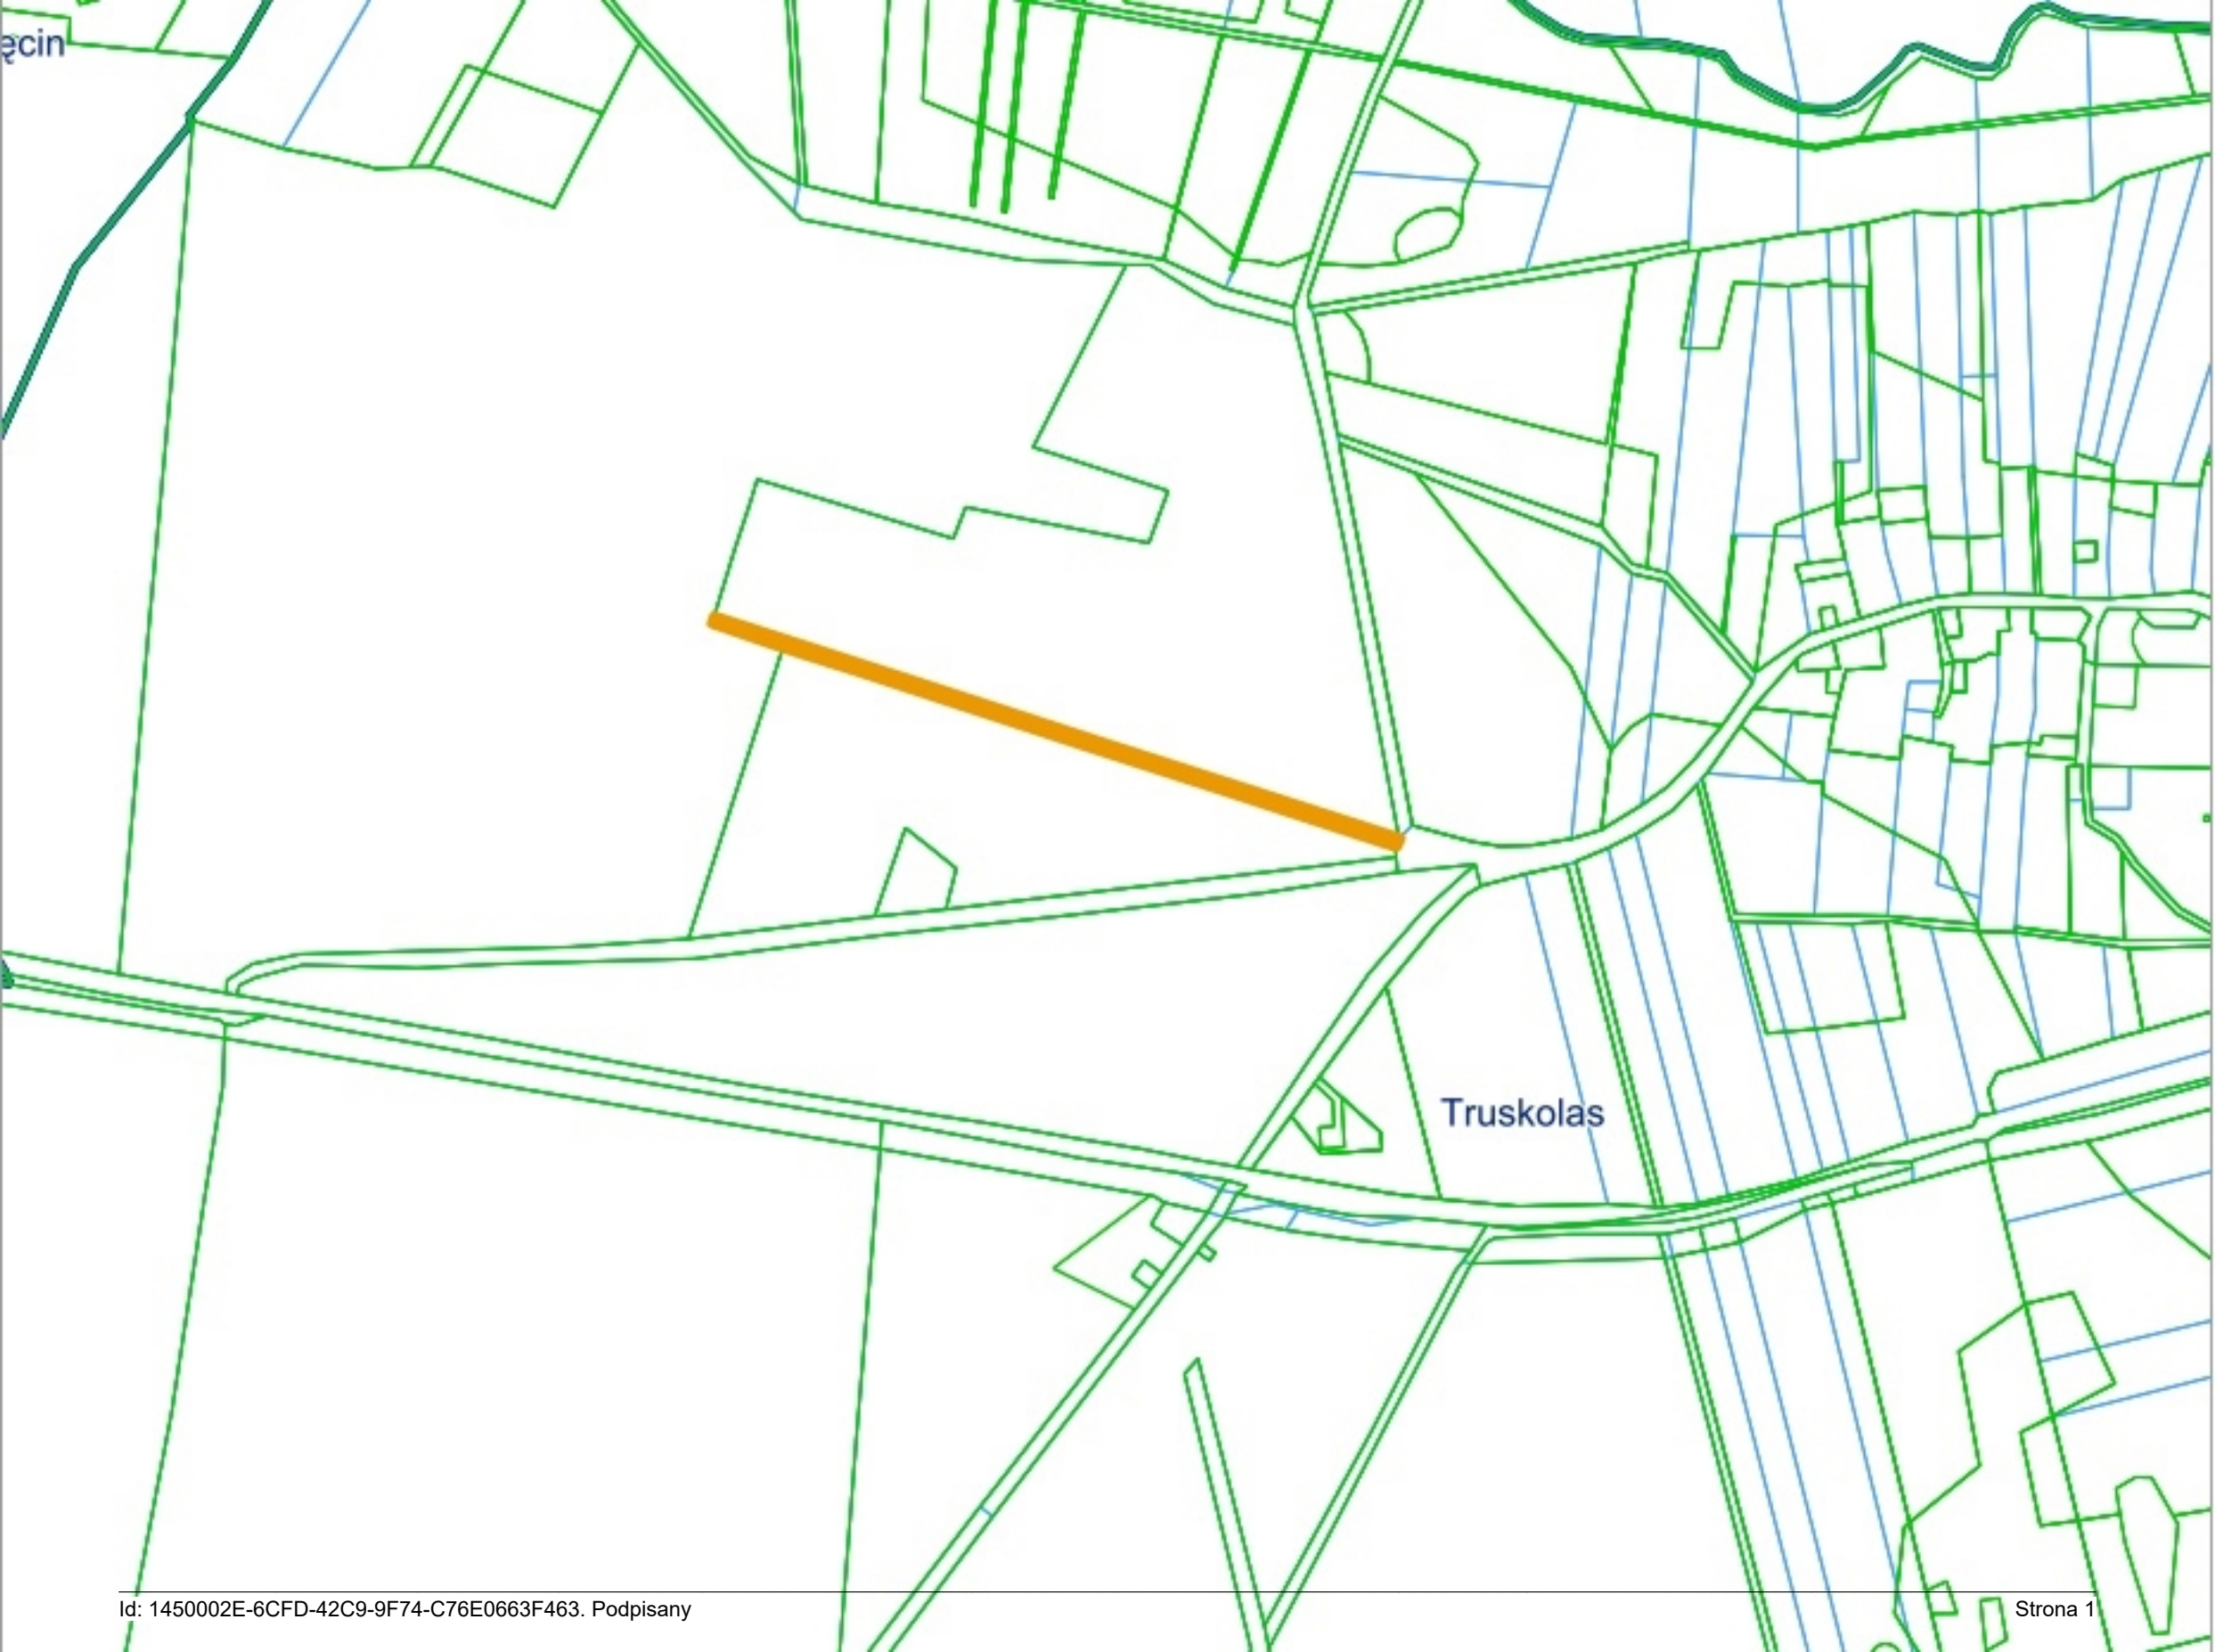 ęcin
Truskolas
Id: 1450002E-6CFD-42C9-9F74-C76E0663F463. Podpisany
Strona 1